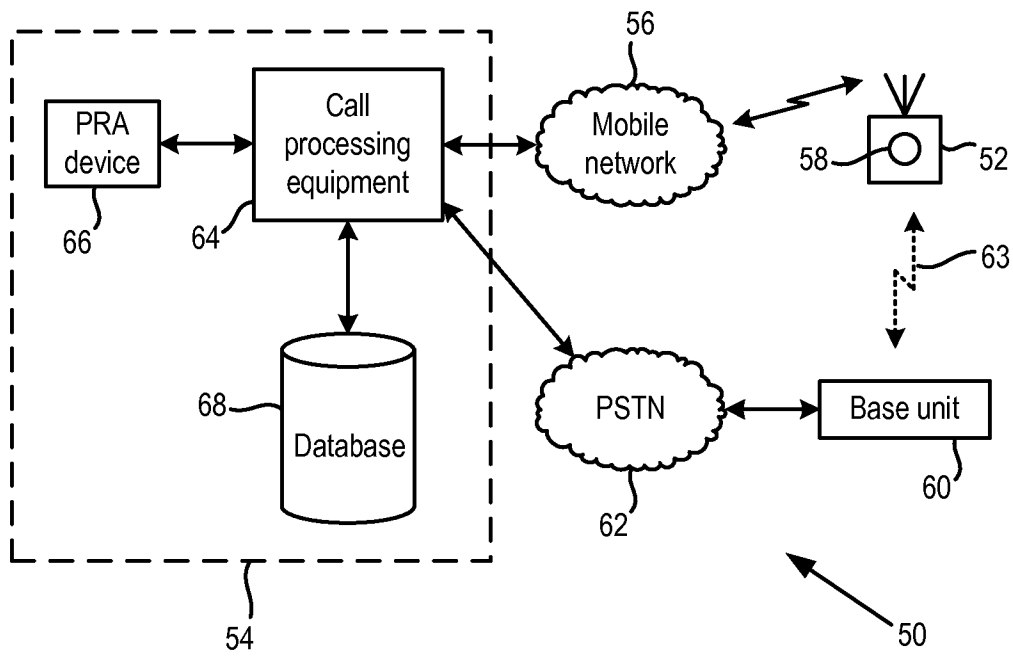 56
PRA
device
Call
processing
equipment
Mobile
network
58
52
66
64
63
68
Database
PSTN
Base unit
62
60
54
50